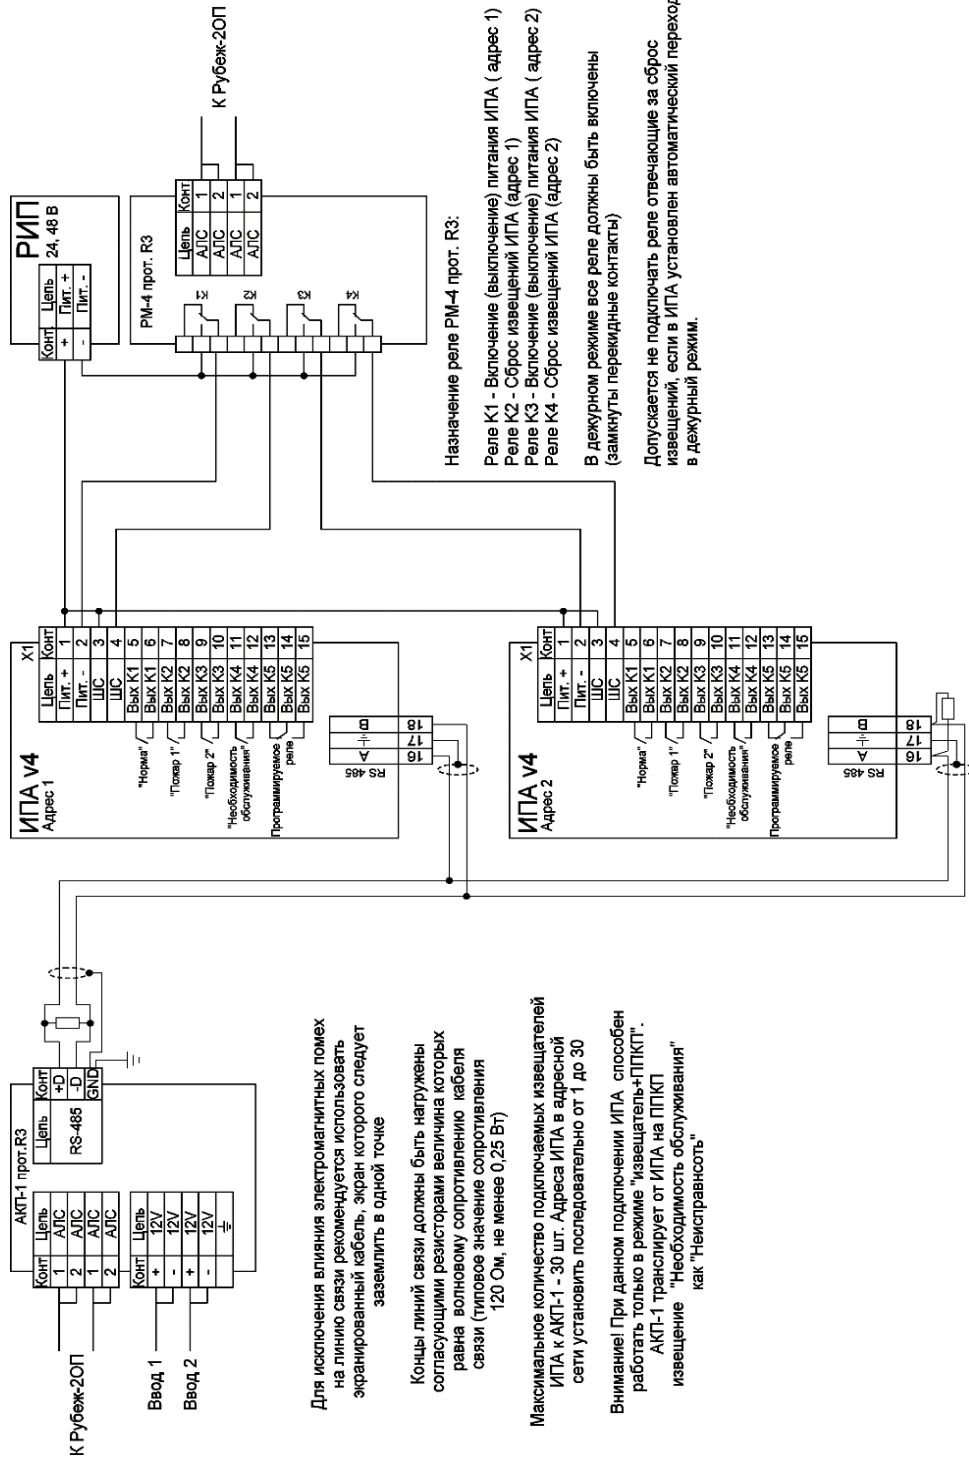 К Рубеж-2ОП
АКП-1 прот.R3
Конт Цепь
1 АЛС
2 АЛС
1 АЛС
2 АЛС
Конт Цепь
+ 12V
- 12V
+ 12V
- 12V
Ввод 1
Ввод 2
Цепь Конт
RS-485
+D
-D
GND
Для исключения влияния электромагнитных помех
на линию связи рекомендуется использовать
экранированный кабель, экран которого следует
заземлить в одной точке
Концы линий связи должны быть нагружены
согласующими резисторами величина которых
равна волновому сопротивлению кабеля
связи (типовое значение сопротивления
120 Ом, не менее 0,25 Вт)
Максимальное количество подключаемых извещателей
ИПА к АКП-1 - 30 шт. Адреса ИПА в адресной
сети установить последовательно от 1 до 30
Внимание! При данном подключении ИПА способен
работать только в режиме "извещатель+ППКП".
АКП-1 транслирует от ИПА на ППКП
извещение "Необходимость обслуживания"
как "Неисправнсоть"
ИПА v4
Адрес 1
X1
Цепь Конт
Пит. + 1
Пит. - 2
ШС 3
ШС 4
Вых К1 5
Вых К1 6
Вых К2 7
Вых К2 8
Вых К3 9
Вых К3 10
Вых К4 11
Вых К4 12
Вых К5 13
Вых К5 14
Вых К5 15
"Норма"
"Пожар 1"
"Пожар 2"
"Необходимость
обслуживания"
Программируемое
реле
RS 485
A 16
17
B 18
ИПА v4
Адрес 2
X1
Цепь Конт
Пит. + 1
Пит. - 2
ШС 3
ШС 4
Вых К1 5
Вых К1 6
Вых К2 7
Вых К2 8
Вых К3 9
Вых К3 10
Вых К4 11
Вых К4 12
Вых К5 13
Вых К5 14
Вых К5 15
"Норма"
"Пожар 1"
"Пожар 2"
"Необходимость
обслуживания"
Программируемое
реле
RS 485
A 16
17
B 18
РИП
24, 48 В
Конт. Цепь
+ Пит. +
- Пит. -
РМ-4 прот. R3
К1
К2
К3
К4
Цепь Конт
АЛС 1
АЛС 2
АЛС 1
АЛС 2
К Рубеж-2ОП
Назначение реле РМ-4 прот. R3:
Реле К1 - Включение (выключение) питания ИПА ( адрес 1)
Реле К2 - Сброс извещений ИПА (адрес 1)
Реле К3 - Включение (выключение) питания ИПА ( адрес 2)
Реле К4 - Сброс извещений ИПА (адрес 2)
В дежурном режиме все реле должны быть включены
(замкнуты перекидные контакты)
Допускается не подключать реле отвечающие за сброс
извещений, если в ИПА установлен автоматический переход
в дежурный режим.